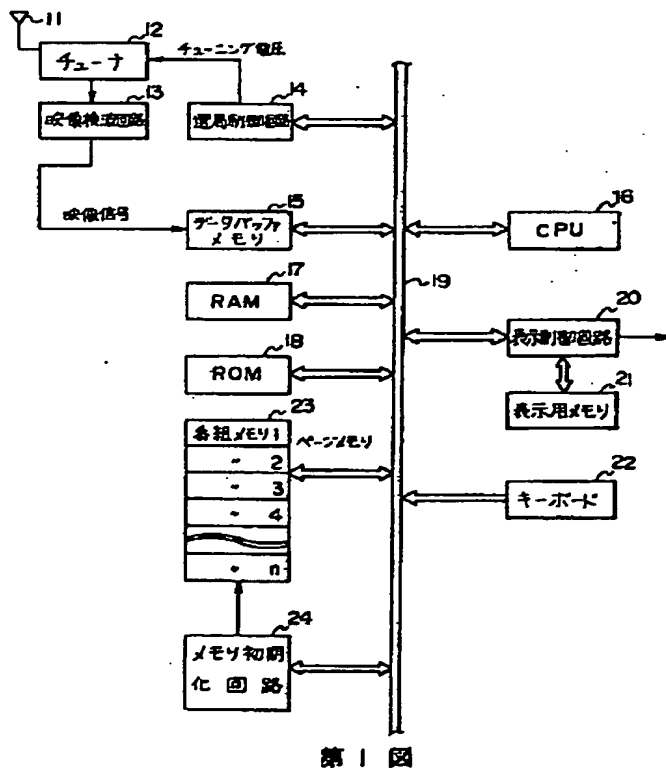 11
12
チューナ
チューニング電圧
13
映像検波回路
14
選局制御回路
映像信号
15
データバッファ
メモリ
16
CPU
17
RAM
19
20
表示制御回路
18
ROM
21
表示用メモリ
23
番組メモリ1
ページメモリ
〃 2
〃 3
〃 4
〃 n
22
キーボード
24
メモリ初期
化回路
第1図